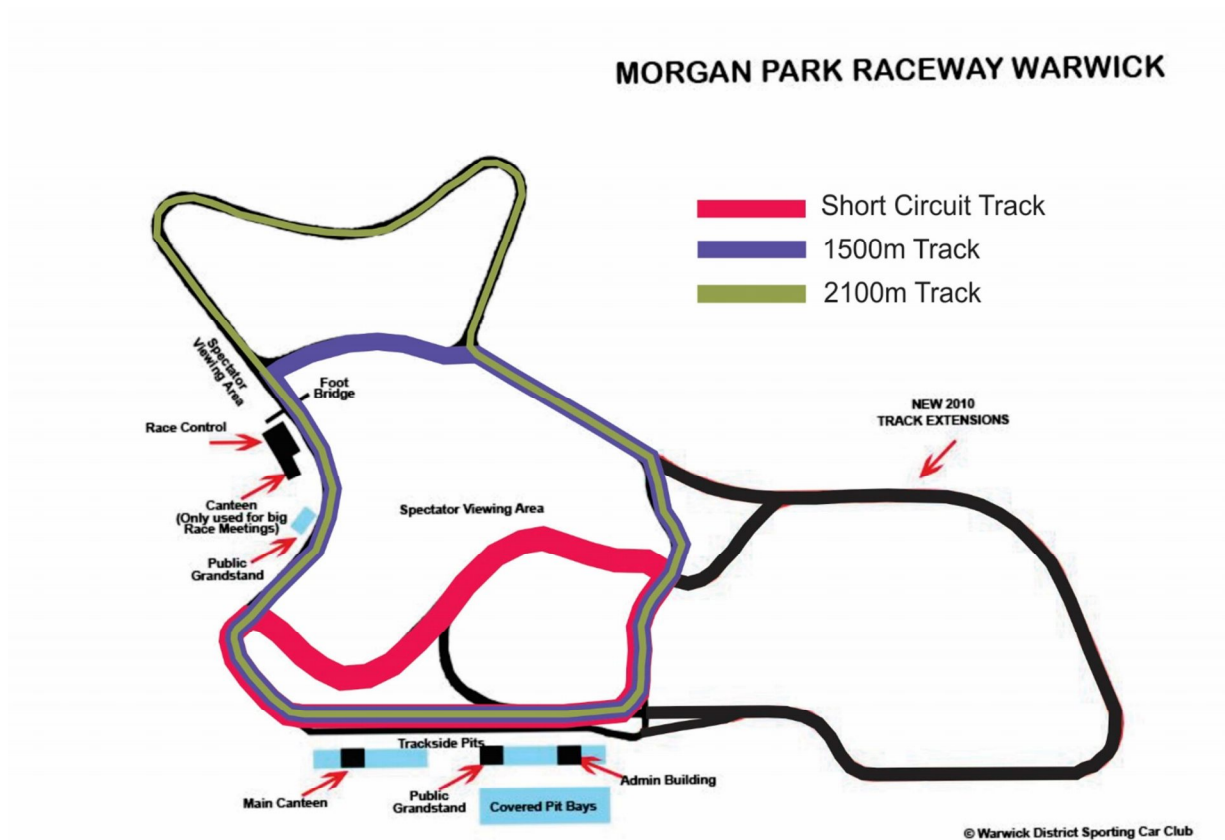 MORGAN PARK RACEWAY WARWICK
Short Circuit Track
1500m Track
2100m Track
Spectator
Viewing Area
Foot
Bridge
Race Control
NEW 2010
TRACK EXTENSIONS
Canteen
(Only used for big
Race Meetings)
Spectator Viewing Area
Public
Grandstand
Trackside Pits
Main Canteen
Public
Grandstand
Admin Building
Covered Pit Bays
© Warwick District Sporting Car Club